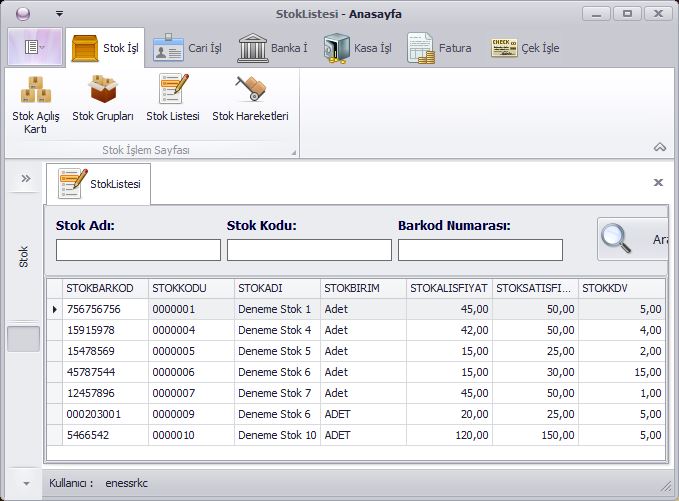 StokListesi - Anasayfa
Stok İşl Cari İşl Banka İ Kasa İşl Fatura Çek İşle
Stok Açılış Kartı Stok Grupları Stok Listesi Stok Hareketleri
Stok İşlem Sayfası
StokListesi
Stok
Stok Adı: Stok Kodu: Barkod Numarası:
Ara
STOKBARKOD STOKKODU STOKADI STOKBIRIM STOKALISFIYAT STOKSATISFI... STOKKDV
756756756 0000001 Deneme Stok 1 Adet 45,00 50,00 5,00
15915978 0000004 Deneme Stok 4 Adet 42,00 50,00 4,00
15478569 0000005 Deneme Stok 5 Adet 15,00 25,00 2,00
45787544 0000006 Deneme Stok 6 Adet 15,00 30,00 15,00
12457896 0000007 Deneme Stok 7 Adet 45,00 50,00 1,00
000203001 0000009 Deneme Stok 6 ADET 20,00 25,00 5,00
5466542 0000010 Deneme Stok 10 ADET 120,00 150,00 5,00
Kullanıcı : enessrkc